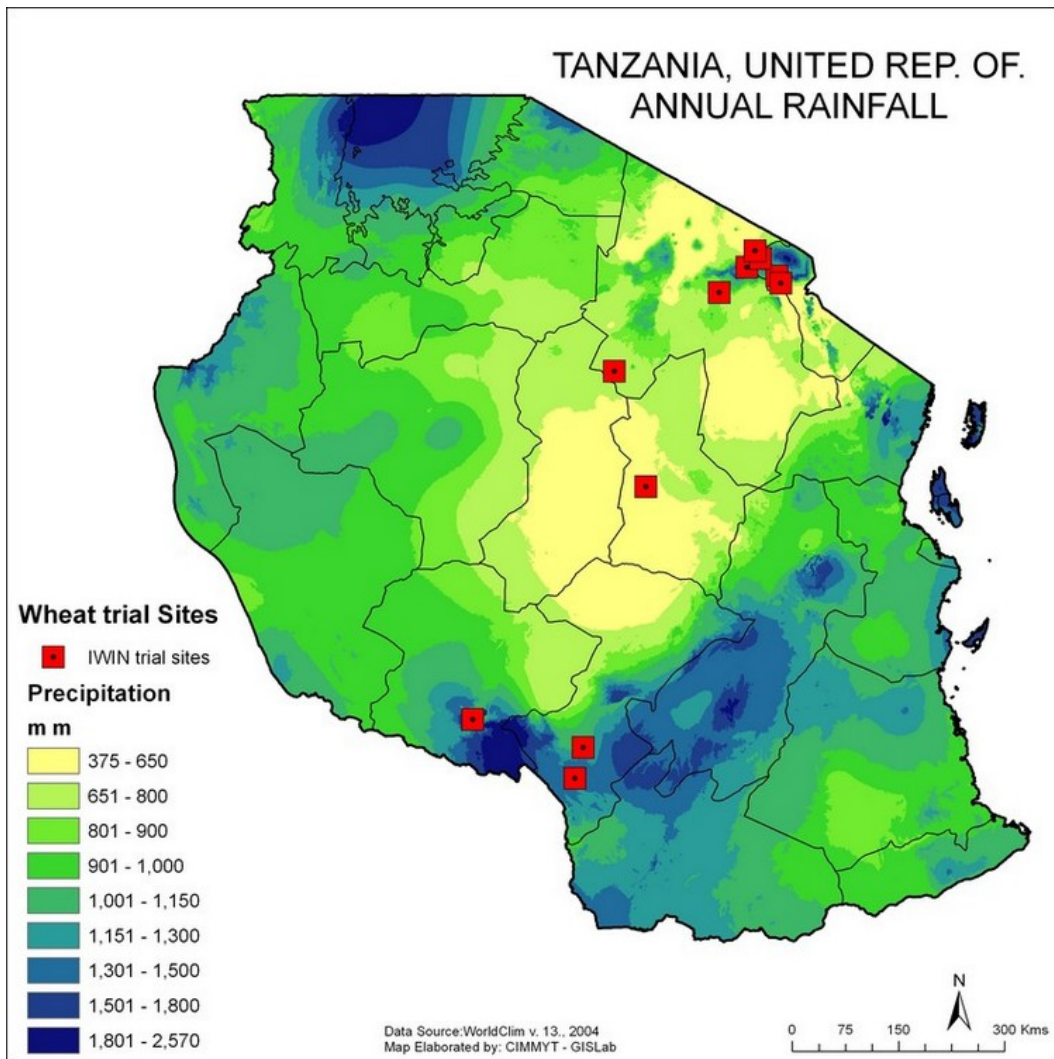 TANZANIA, UNITED REP. OF.
ANNUAL RAINFALL
Wheat trial Sites
IWIN trial sites
Precipitation
m m
375 - 650
651 - 800
801 - 900
901 - 1,000
1,001 - 1,150
1,151 - 1,300
1,301 - 1,500
1,501 - 1,800
1,801 - 2,570
Data Source:WorldClim v. 13., 2004
Map Elaborated by: CIMMYT - GISLab
N
0 75 150 300 Kms